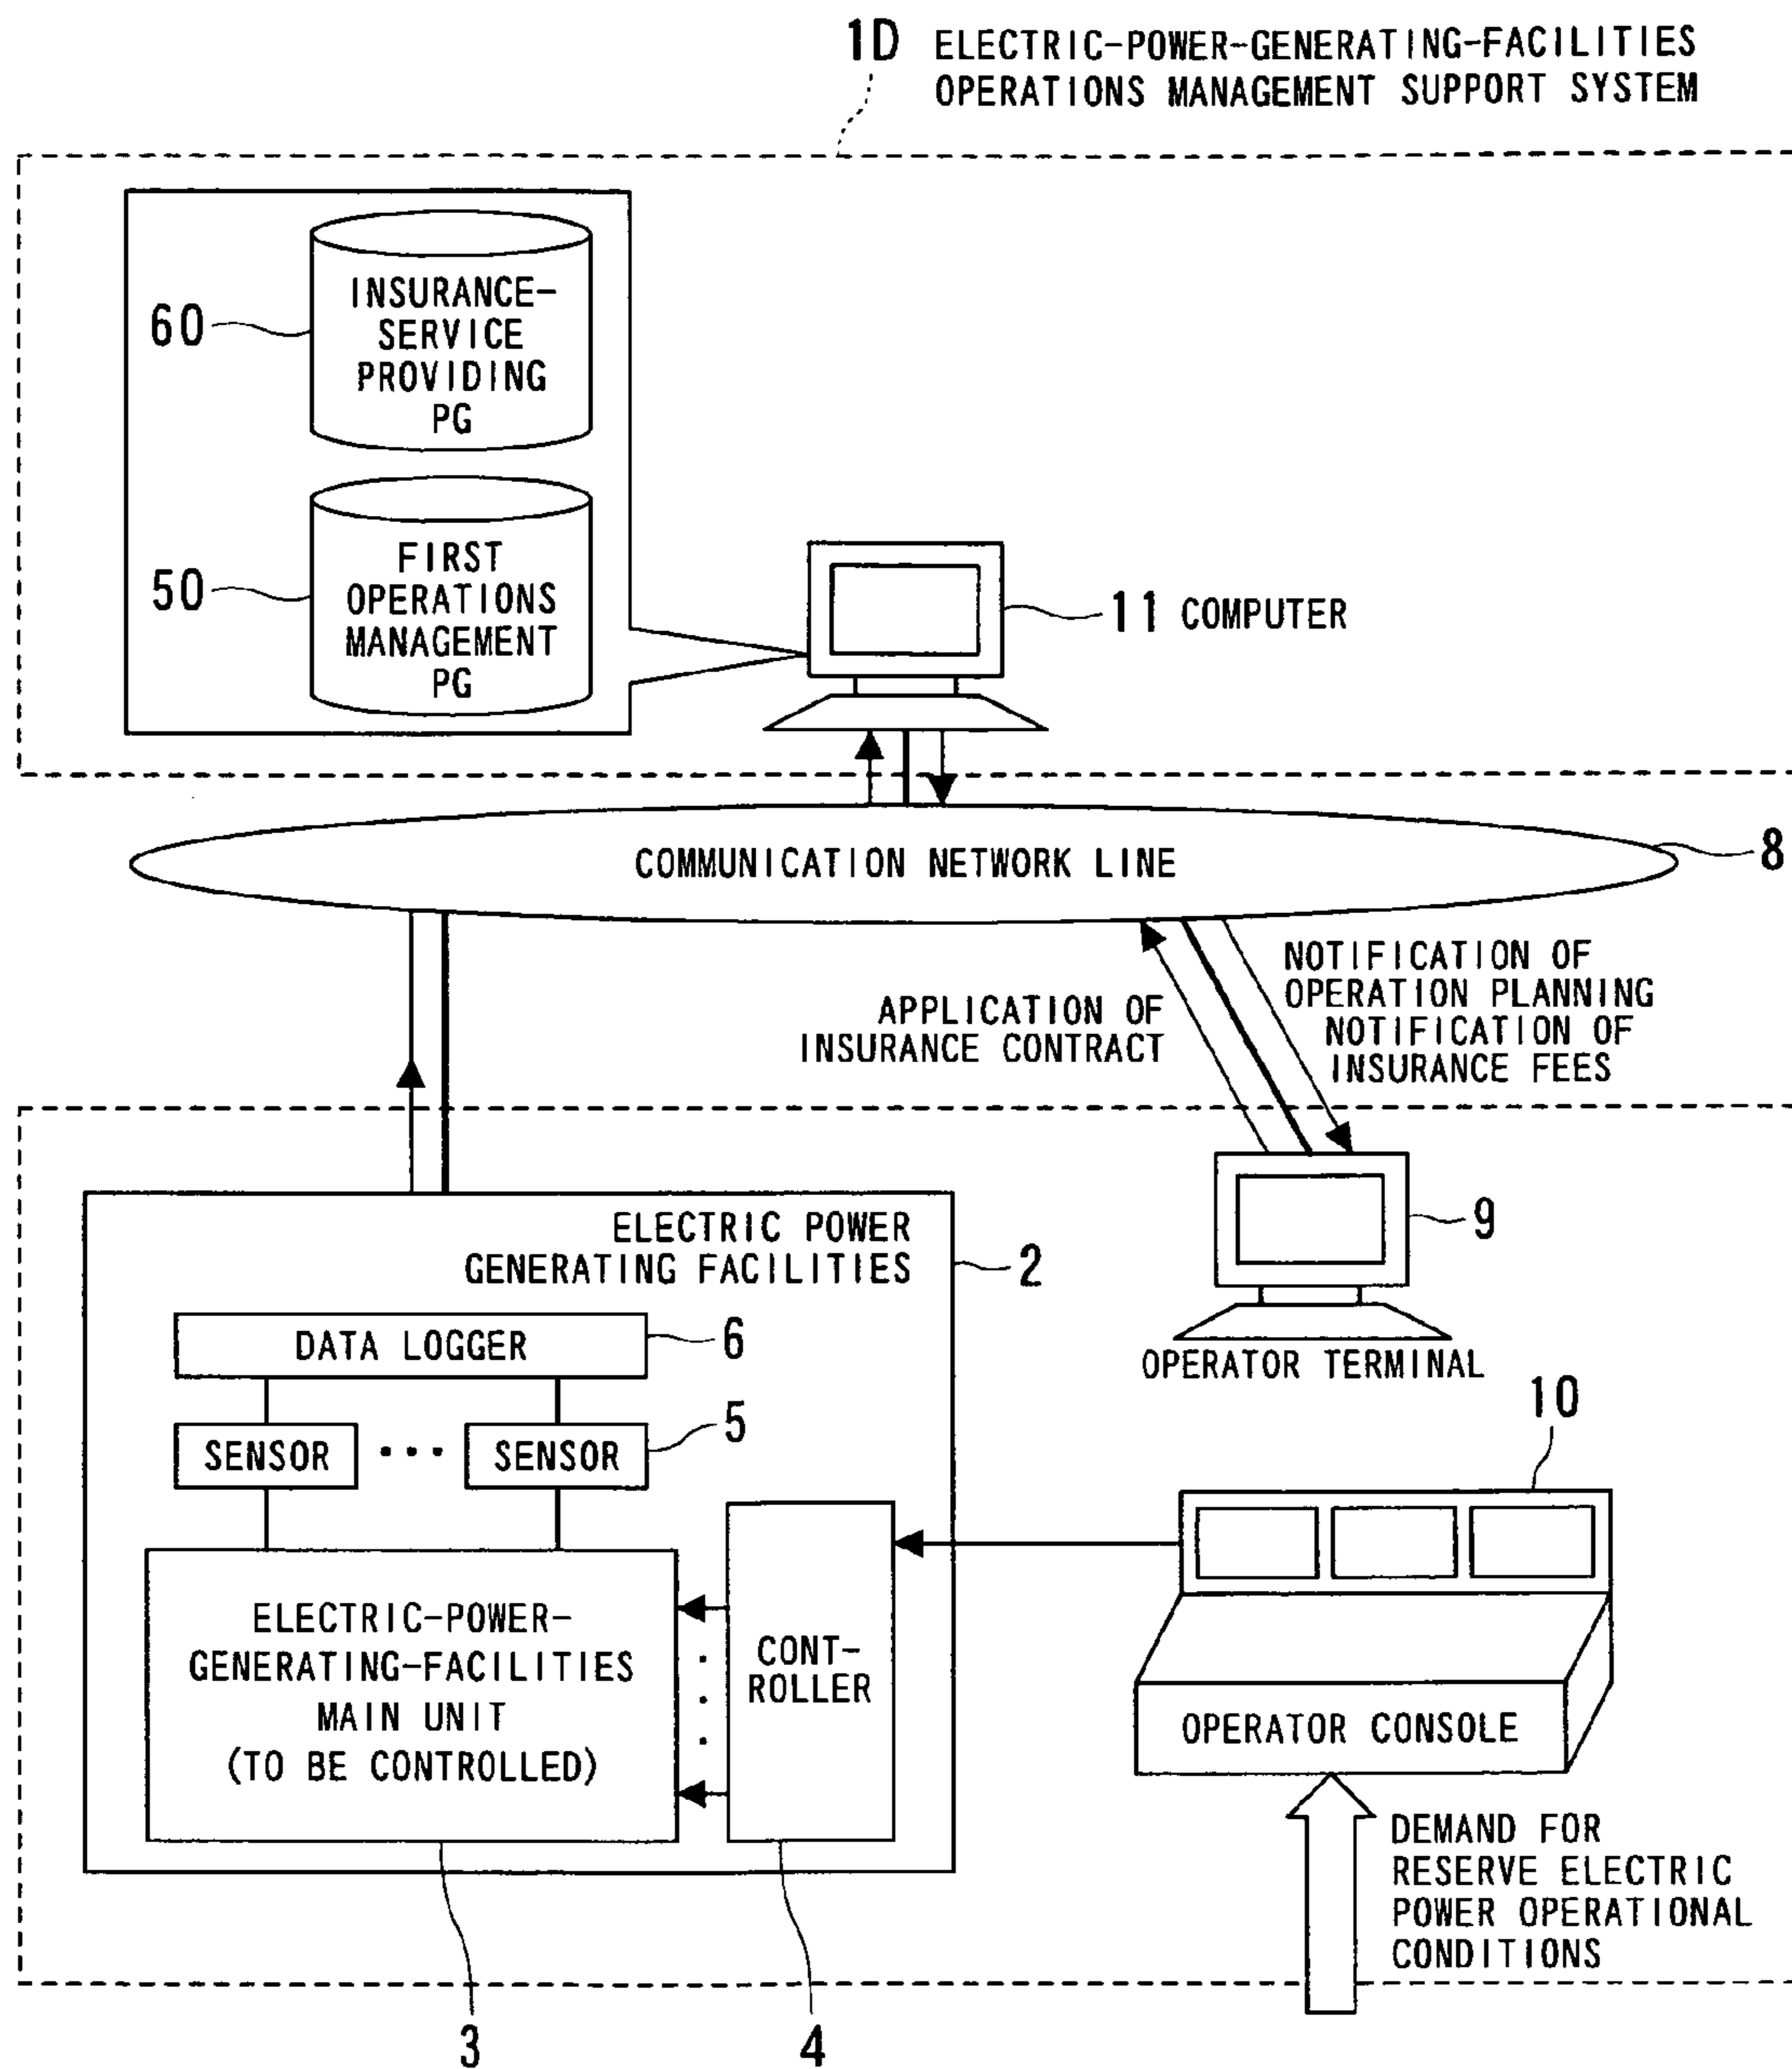 1D ELECTRIC-POWER-GENERATING-FACILITIES
OPERATIONS MANAGEMENT SUPPORT SYSTEM
60
INSURANCE-
SERVICE
PROVIDING
PG
50
FIRST
OPERATIONS
MANAGEMENT
PG
11 COMPUTER
COMMUNICATION NETWORK LINE
8
APPLICATION OF
INSURANCE CONTRACT
NOTIFICATION OF
OPERATION PLANNING
NOTIFICATION OF
INSURANCE FEES
ELECTRIC POWER
GENERATING FACILITIES
2
9
OPERATOR TERMINAL
DATA LOGGER
6
SENSOR
SENSOR
5
10
ELECTRIC-POWER-
GENERATING-FACILITIES
MAIN UNIT
(TO BE CONTROLLED)
CONT-
ROLLER
OPERATOR CONSOLE
DEMAND FOR
RESERVE ELECTRIC
POWER OPERATIONAL
CONDITIONS
3
4